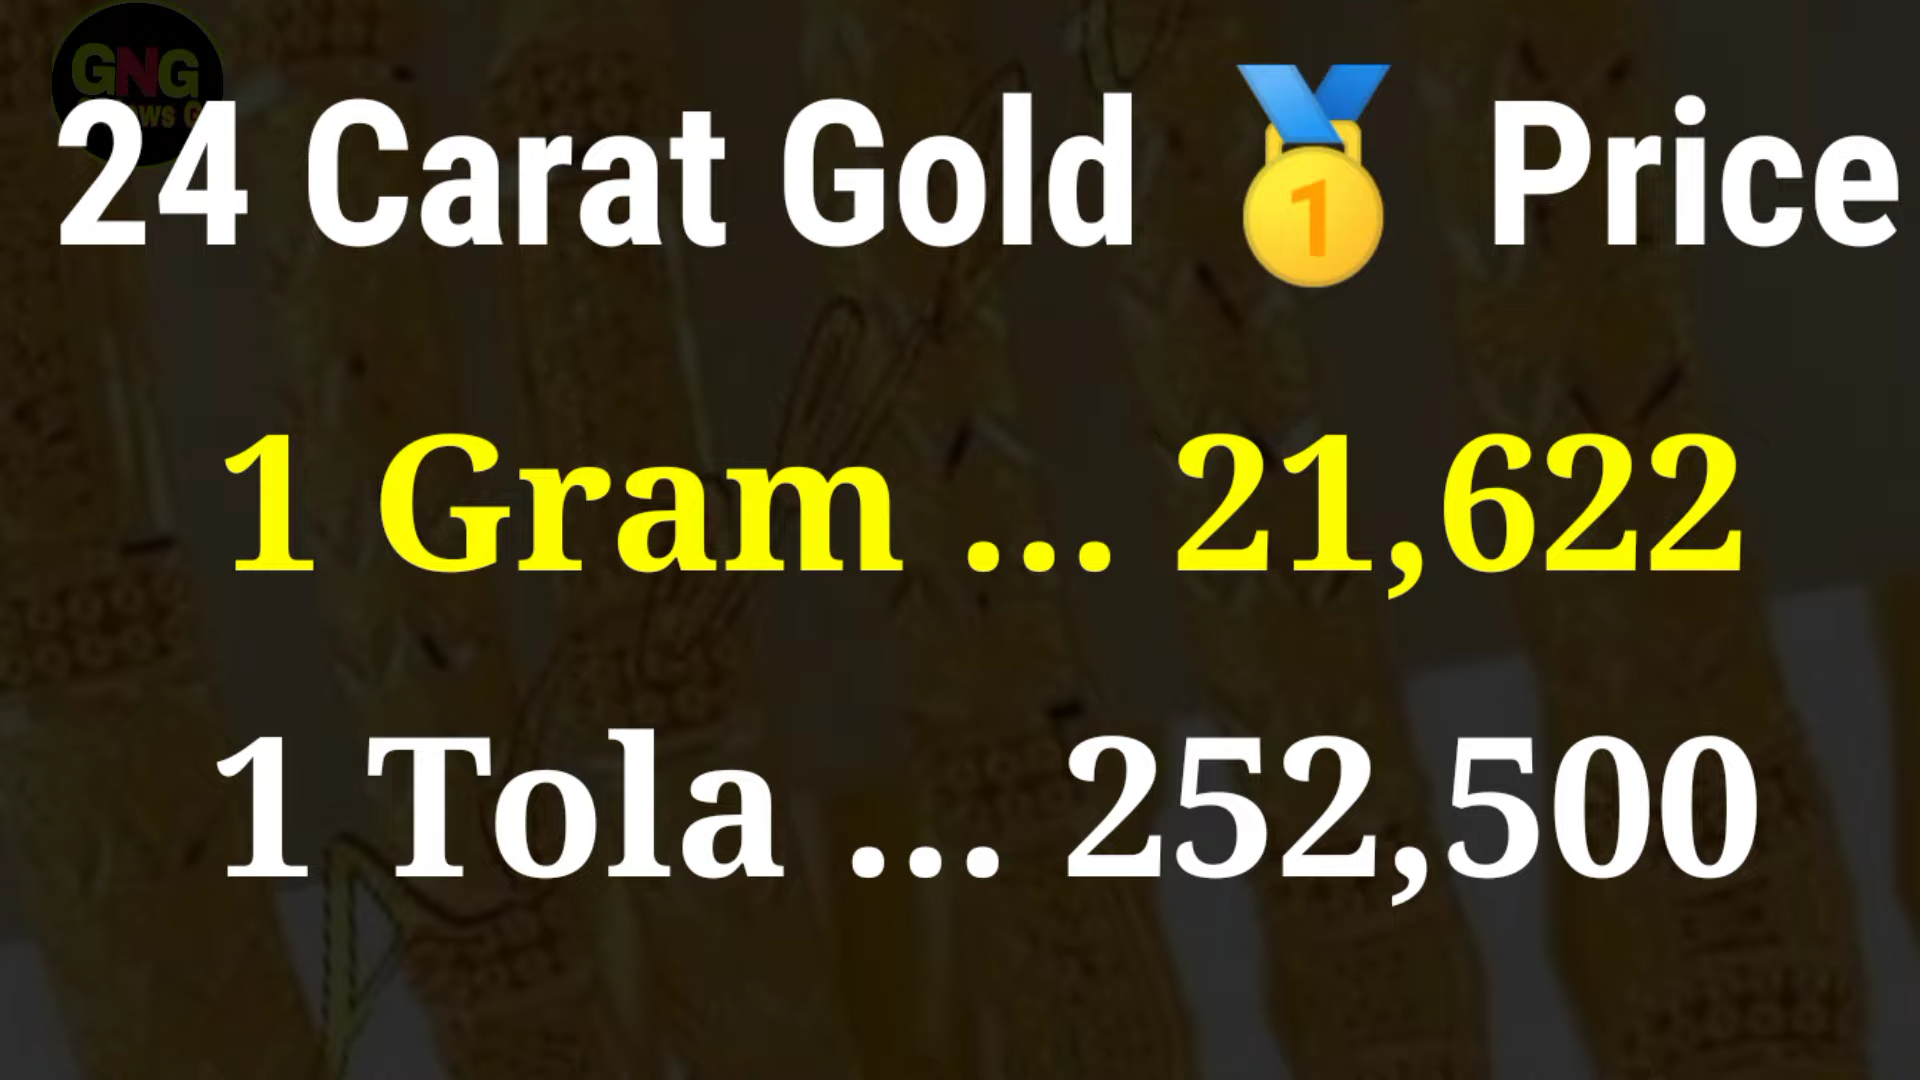 GNG
24 Carat Gold 🥇 Price
1 Gram ... 21,622
1 Tola ... 252,500